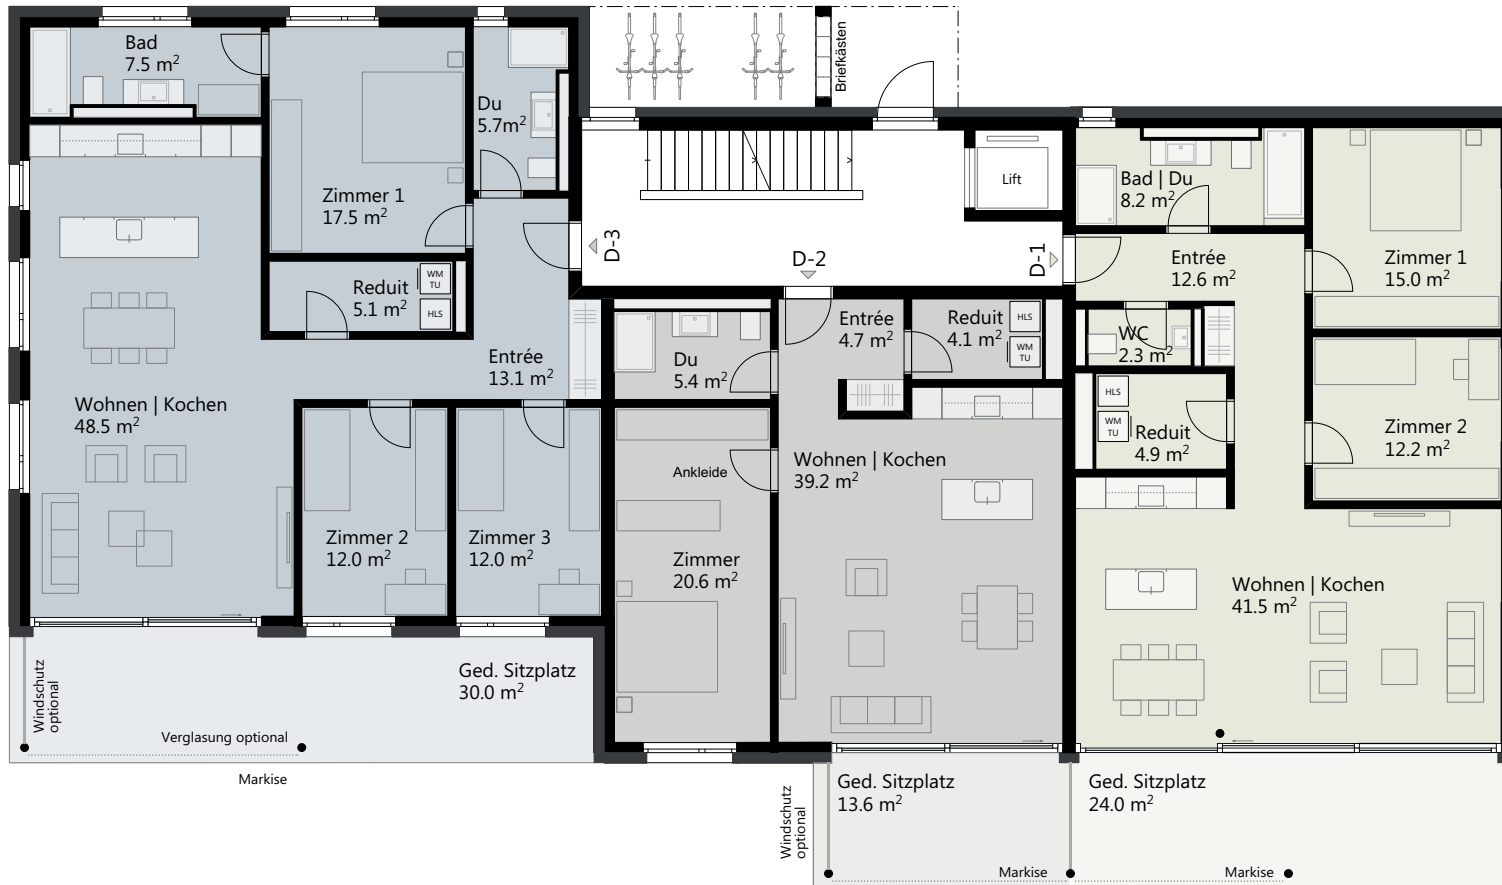 Bad
7.5 m²
Zimmer 1
17.5 m²
Du
5.7m²
Reduit
5.1 m²
WM
TU
HLS
Entrée
13.1 m²
Wohnen | Kochen
48.5 m²
Zimmer 2
12.0 m²
Zimmer 3
12.0 m²
Ged. Sitzplatz
30.0 m²
Windschutz
optional
Verglasung optional
Markise
Briefkästen
Lift
D-3
D-2
D-1
Du
5.4 m²
Entrée
4.7 m²
Reduit
4.1 m²
HLS
WM
TU
Ankleide
Zimmer
20.6 m²
Wohnen | Kochen
39.2 m²
Windschutz
optional
Ged. Sitzplatz
13.6 m²
Markise
Bad | Du
8.2 m²
Entrée
12.6 m²
Zimmer 1
15.0 m²
WC
2.3 m²
HLS
WM
TU
Reduit
4.9 m²
Zimmer 2
12.2 m²
Wohnen | Kochen
41.5 m²
Ged. Sitzplatz
24.0 m²
Markise